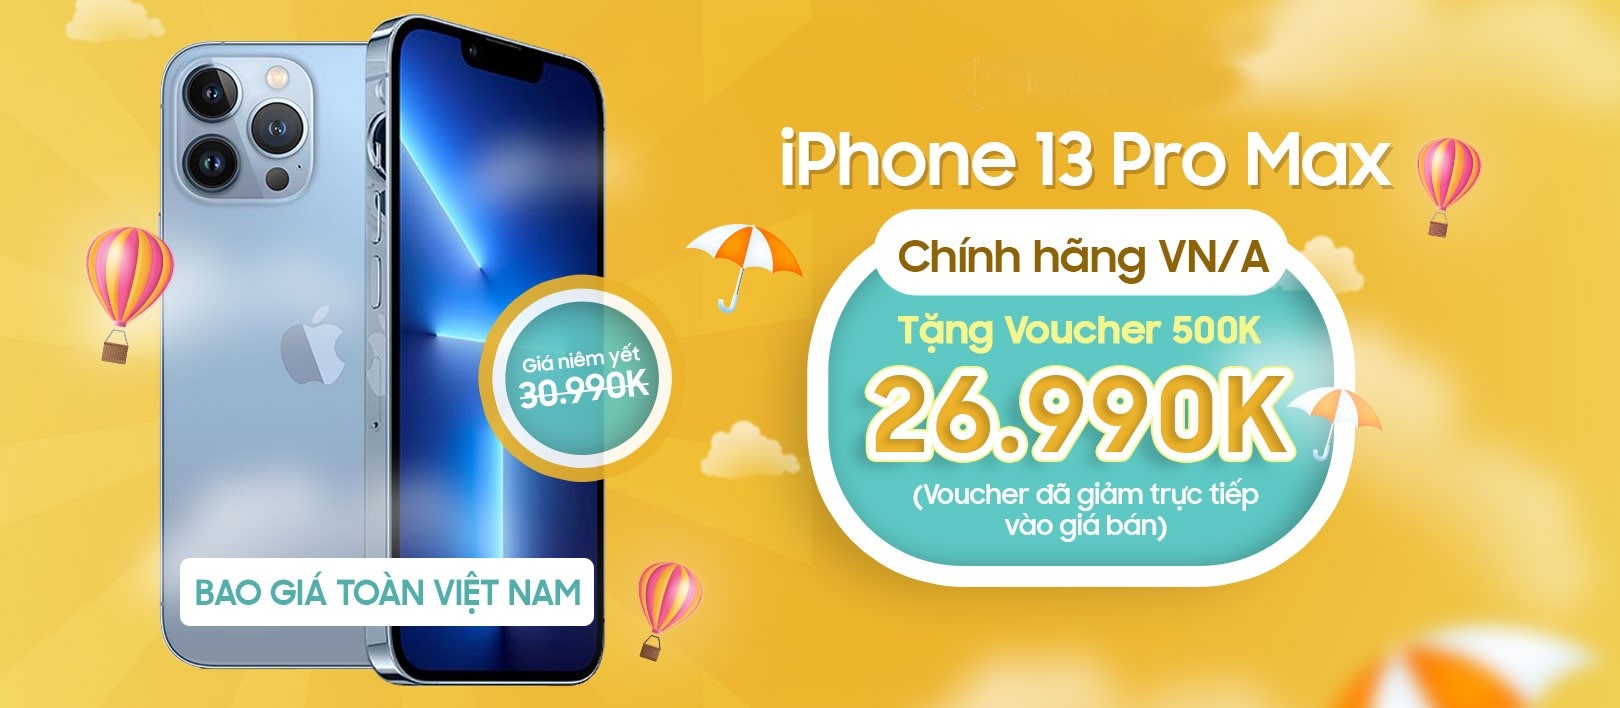 iPhone 13 Pro Max
Chính hãng VN/A
Tặng Voucher 500K
26.990K
(Voucher đã giảm trực tiếp
vào giá bán)
Giá niêm yết
30.990K
BAO GIÁ TOÀN VIỆT NAM